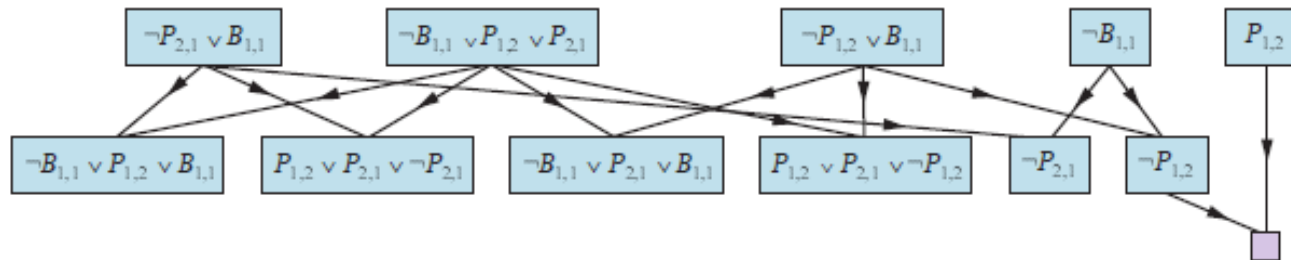 ¬P₂,₁ ∨ B₁,₁ ¬B₁,₁ ∨ P₁,₂ ∨ P₂,₁ ¬P₁,₂ ∨ B₁,₁ ¬B₁,₁ P₁,₂
¬B₁,₁ ∨ P₁,₂ ∨ B₁,₁ P₁,₂ ∨ P₂,₁ ∨ ¬P₂,₁ ¬B₁,₁ ∨ P₂,₁ ∨ B₁,₁ P₁,₂ ∨ P₂,₁ ∨ ¬P₁,₂ ¬P₂,₁ ¬P₁,₂